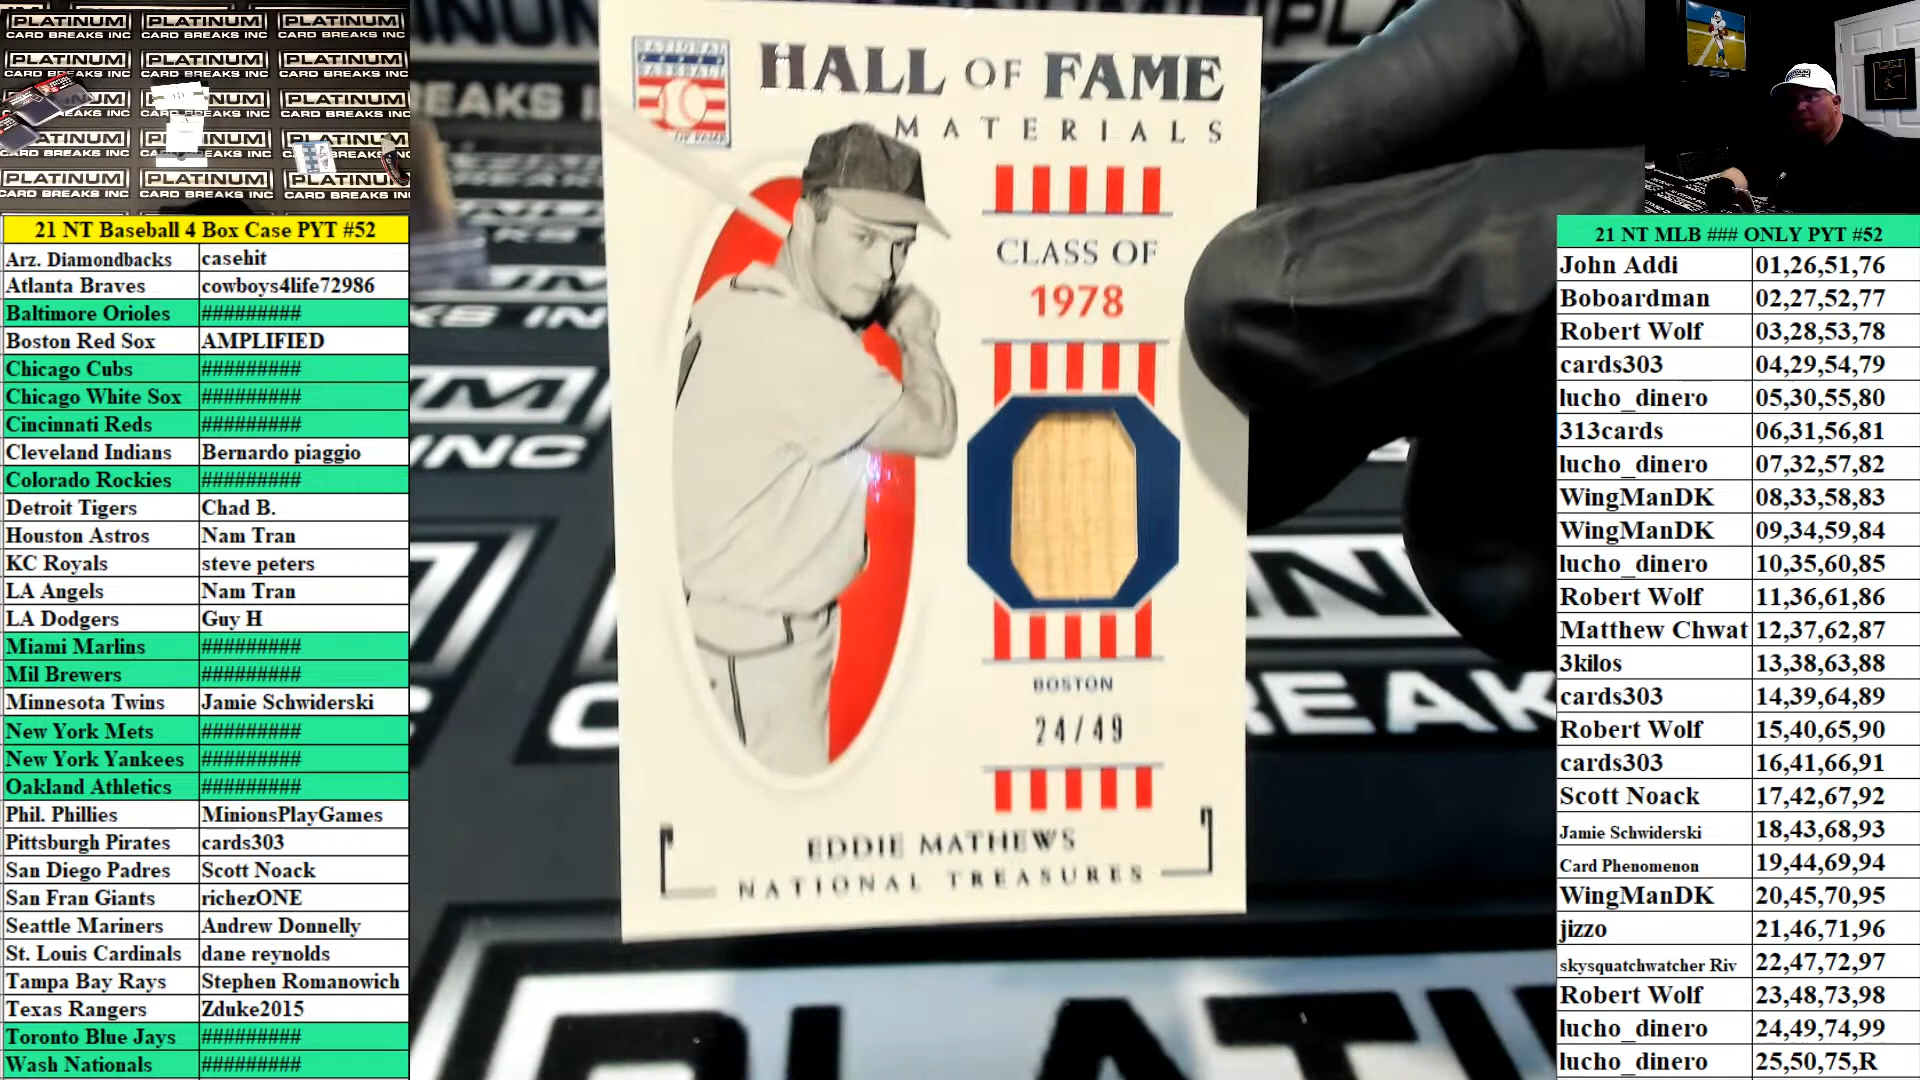 PLATINUM
CARD BREAKS INC
21 NT Baseball 4 Box Case PYT #52
Arz. Diamondbacks casehit
Atlanta Braves cowboys4life72986
Baltimore Orioles #########
Boston Red Sox AMPLIFIED
Chicago Cubs #########
Chicago White Sox #########
Cincinnati Reds #########
Cleveland Indians Bernardo piaggio
Colorado Rockies #########
Detroit Tigers Chad B.
Houston Astros Nam Tran
KC Royals steve peters
LA Angels Nam Tran
LA Dodgers Guy H
Miami Marlins #########
Mil Brewers #########
Minnesota Twins Jamie Schwiderski
New York Mets #########
New York Yankees #########
Oakland Athletics #########
Phil. Phillies MinionsPlayGames
Pittsburgh Pirates cards303
San Diego Padres Scott Noack
San Fran Giants richezONE
Seattle Mariners Andrew Donnelly
St. Louis Cardinals dane reynolds
Tampa Bay Rays Stephen Romanowich
Texas Rangers Zduke2015
Toronto Blue Jays #########
Wash Nationals #########
NATIONAL
BASEBALL
OF FAME
HALL OF FAME
MATERIALS
CLASS OF
1978
BOSTON
24/49
EDDIE MATHEWS
NATIONAL TREASURES
21 NT MLB ### ONLY PYT #52
John Addi 01,26,51,76
Boboardman 02,27,52,77
Robert Wolf 03,28,53,78
cards303 04,29,54,79
lucho_dinero 05,30,55,80
313cards 06,31,56,81
lucho_dinero 07,32,57,82
WingManDK 08,33,58,83
WingManDK 09,34,59,84
lucho_dinero 10,35,60,85
Robert Wolf 11,36,61,86
Matthew Chwat 12,37,62,87
3kilos 13,38,63,88
cards303 14,39,64,89
Robert Wolf 15,40,65,90
cards303 16,41,66,91
Scott Noack 17,42,67,92
Jamie Schwiderski 18,43,68,93
Card Phenomenon 19,44,69,94
WingManDK 20,45,70,95
jizzo 21,46,71,96
skysquatchwatcher Riv 22,47,72,97
Robert Wolf 23,48,73,98
lucho_dinero 24,49,74,99
lucho_dinero 25,50,75,R